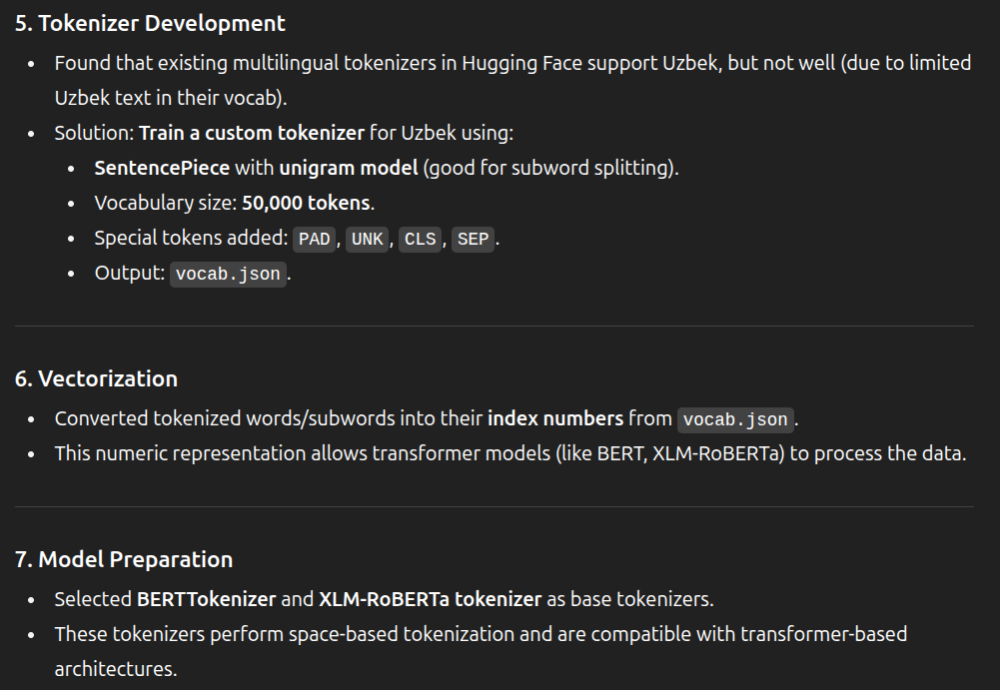 5. Tokenizer Development
• Found that existing multilingual tokenizers in Hugging Face support Uzbek, but not well (due to limited
Uzbek text in their vocab).
• Solution: Train a custom tokenizer for Uzbek using:
• SentencePiece with unigram model (good for subword splitting).
• Vocabulary size: 50,000 tokens.
• Special tokens added: PAD, UNK, CLS, SEP.
• Output: vocab.json.
6. Vectorization
• Converted tokenized words/subwords into their index numbers from vocab.json.
• This numeric representation allows transformer models (like BERT, XLM-RoBERTa) to process the data.
7. Model Preparation
• Selected BERTTokenizer and XLM-RoBERTa tokenizer as base tokenizers.
• These tokenizers perform space-based tokenization and are compatible with transformer-based
architectures.